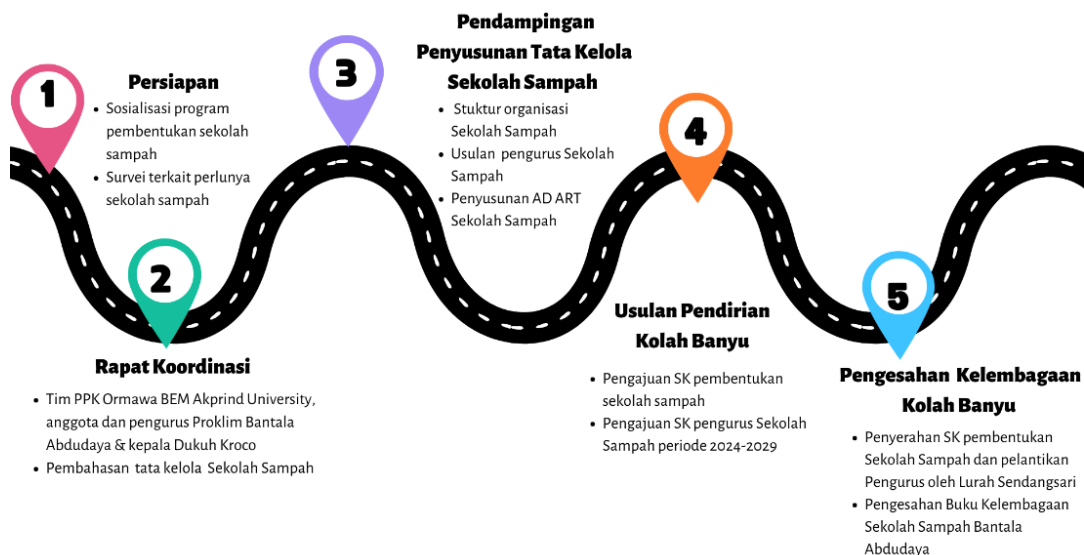 1
Persiapan
Sosialisasi program
pembentukan sekolah
sampah
Survei terkait perlunya
sekolah sampah
2
Rapat Koordinasi
Tim PPK Ormawa BEM Akprind University,
anggota dan pengurus Proklim Bantala
Abdudaya & kepala Dukuh Kroco
Pembahasan tata kelola Sekolah Sampah
3
Pendampingan
Penyusunan Tata Kelola
Sekolah Sampah
Stuktur organisasi
Sekolah Sampah
Usulan pengurus Sekolah
Sampah
Penyusunan AD ART
Sekolah Sampah
4
Usulan Pendirian
Kolah Banyu
Pengajuan SK pembentukan
sekolah sampah
Pengajuan SK pengurus Sekolah
Sampah periode 2024-2029
5
Pengesahan Kelembagaan
Kolah Banyu
Penyerahan SK pembentukan
Sekolah Sampah dan pelantikan
Pengurus oleh Lurah Sendangsari
Pengesahan Buku Kelembagaan
Sekolah Sampah Bantala
Abdudaya